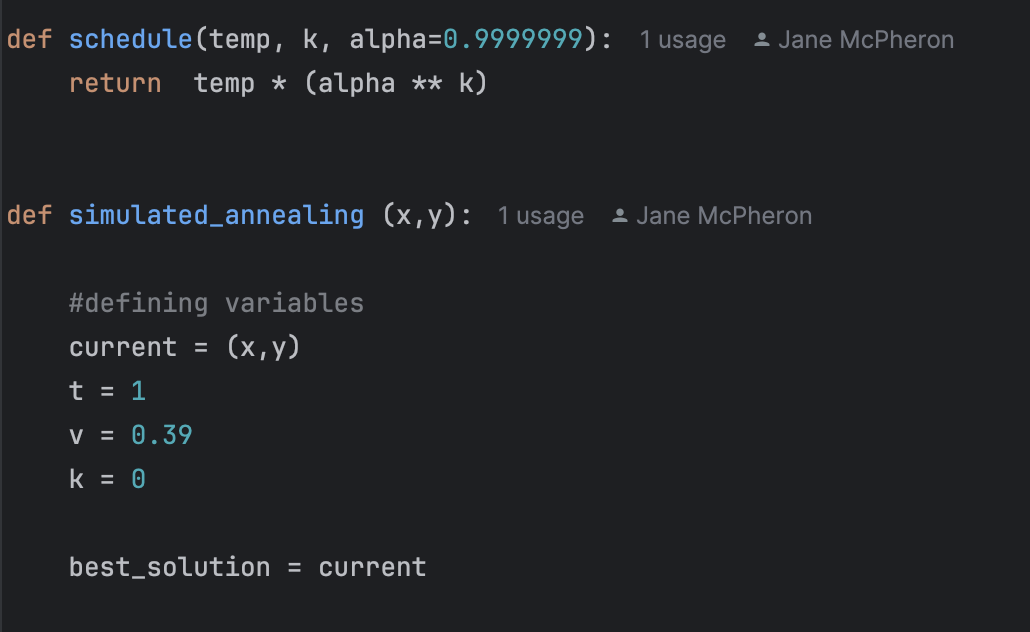 def schedule(temp, k, alpha=0.9999999): 1 usage Jane McPheron
    return  temp * (alpha ** k)
def simulated_annealing (x,y): 1 usage Jane McPheron
    #defining variables
    current = (x,y)
    t = 1
    v = 0.39
    k = 0
    best_solution = current